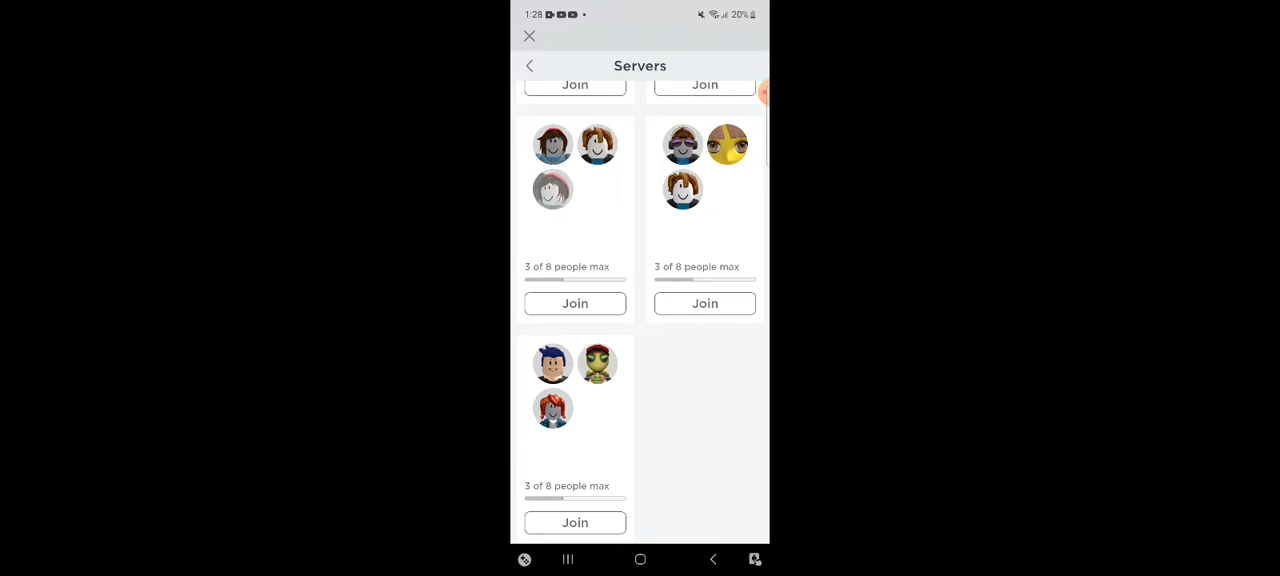 1:28
20%
Servers
Join Join
3 of 8 people max 3 of 8 people max
Join Join
3 of 8 people max
Join